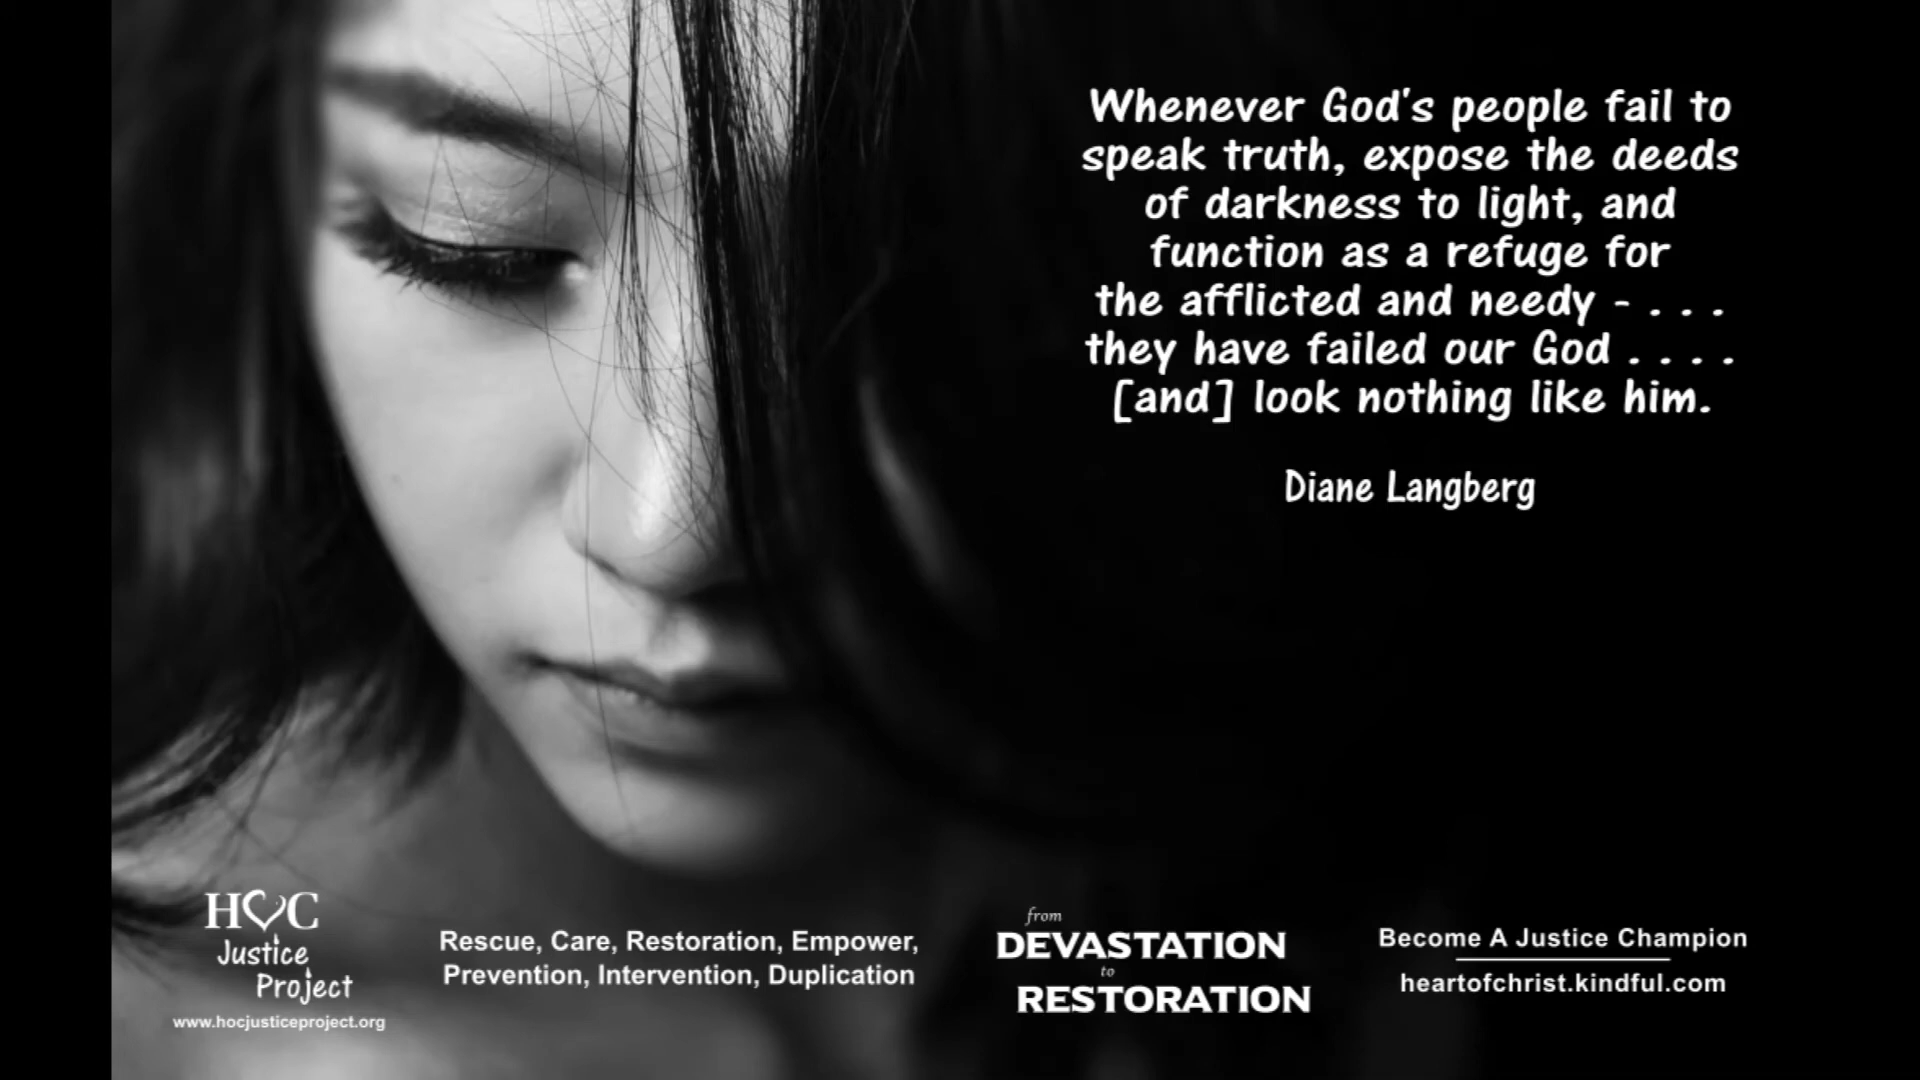 Whenever God's people fail to
speak truth, expose the deeds
of darkness to light, and
function as a refuge for
the afflicted and needy - . . .
they have failed our God . . . .
[and] look nothing like him.
Diane Langberg
HOC
Justice
Project
www.hocjusticeproject.org
Rescue, Care, Restoration, Empower,
Prevention, Intervention, Duplication
from
DEVASTATION
to
RESTORATION
Become A Justice Champion
heartofchrist.kindful.com